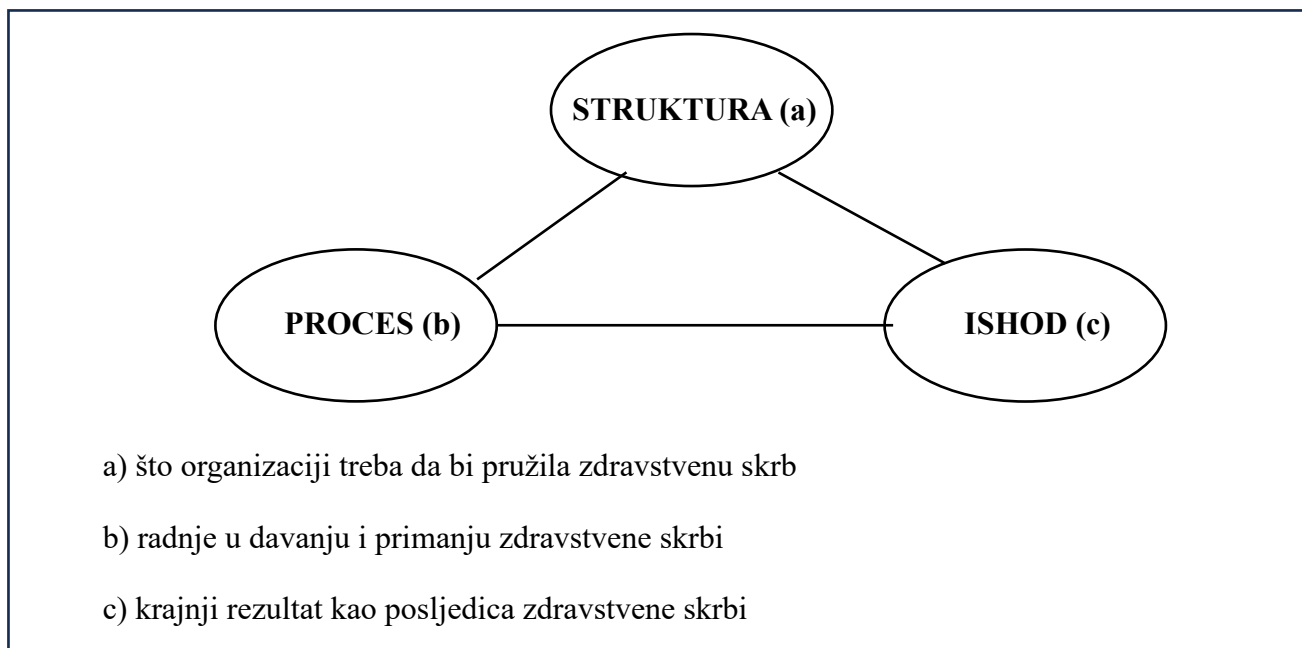 STRUKTURA (a)
PROCES (b)
ISHOD (c)
a) što organizaciji treba da bi pružila zdravstvenu skrb
b) radnje u davanju i primanju zdravstvene skrbi
c) krajnji rezultat kao posljedica zdravstvene skrbi